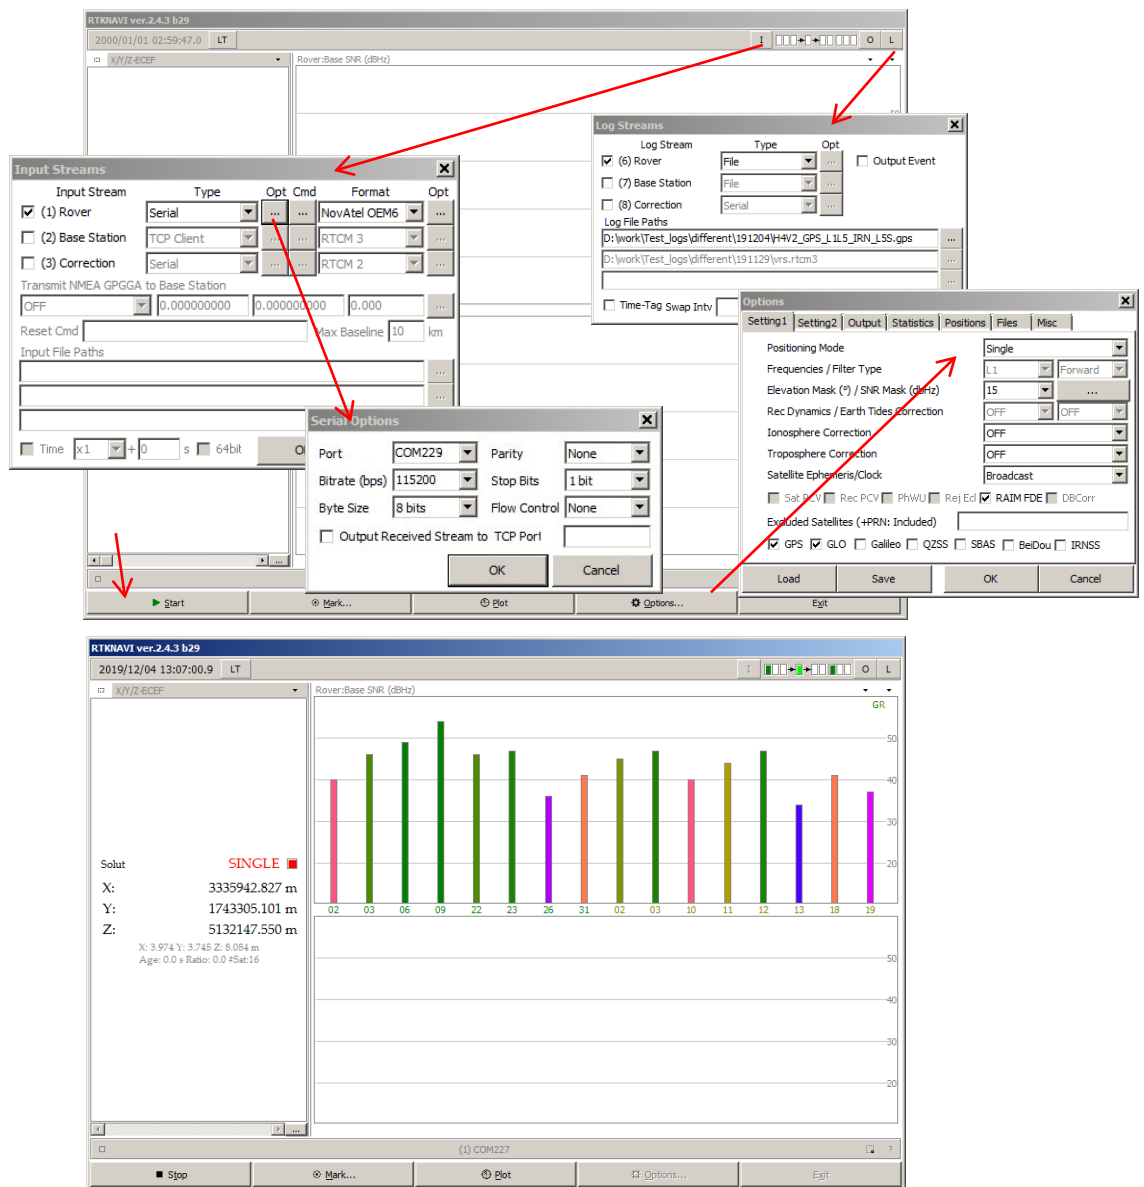 RTKNAVI ver.2.4.3 b29
2000/01/01 02:59:47.0 LT I O L
X/Y/Z-ECEF Rover:Base SNR (dBHz)
Input Streams
Input Stream Type Opt Cmd Format Opt
(1) Rover Serial ... ... NovAtel OEM6 ...
(2) Base Station TCP Client ... ... RTCM 3 ...
(3) Correction Serial ... ... RTCM 2 ...
Transmit NMEA GPGGA to Base Station
OFF 0.000000000 0.000000000 0.000 ...
Reset Cmd Max Baseline 10 km
Input File Paths
...
...
Time x1 + 0 s 64bit
Log Streams
Log Stream Type Opt
(6) Rover File ... Output Event
(7) Base Station File ...
(8) Correction Serial ...
Log File Paths
D:\work\Test_logs\different\191204\H4V2_GPS_L1L5_IRN_L5S.gps ...
D:\work\Test_logs\different\191129\vrs.rtcm3 ...
...
Time-Tag Swap Intv
Serial Options
Port COM229 Parity None
Bitrate (bps) 115200 Stop Bits 1 bit
Byte Size 8 bits Flow Control None
Output Received Stream to TCP Port
OK Cancel
Options
Setting1 Setting2 Output Statistics Positions Files Misc
Positioning Mode Single
Frequencies / Filter Type L1 Forward
Elevation Mask (°) / SNR Mask (dbHz) 15 ...
Rec Dynamics / Earth Tides Correction OFF OFF
Ionosphere Correction OFF
Troposphere Correction OFF
Satellite Ephemeris/Clock Broadcast
Sat PCV Rec PCV PhWU Rej Ecl RAIM FDE DBCorr
Excluded Satellites (+PRN: Included)
GPS GLO Galileo QZSS SBAS BeiDou IRNSS
Load Save OK Cancel
...
Start Mark... Plot Options... Exit
RTKNAVI ver.2.4.3 b29
2019/12/04 13:07:00.9 LT I O L
X/Y/Z-ECEF Rover:Base SNR (dBHz)
GR
50
40
30
20
Solut SINGLE
X: 3335942.827 m
Y: 1743305.101 m
Z: 5132147.550 m
X: 3.974 Y: 3.745 Z: 8.084 m
Age: 0.0 s Ratio: 0.0 #Sat:16
02 03 06 09 22 23 26 31 02 03 10 11 12 13 18 19
50
40
30
20
...
(1) COM227 ?
Stop Mark... Plot Options... Exit